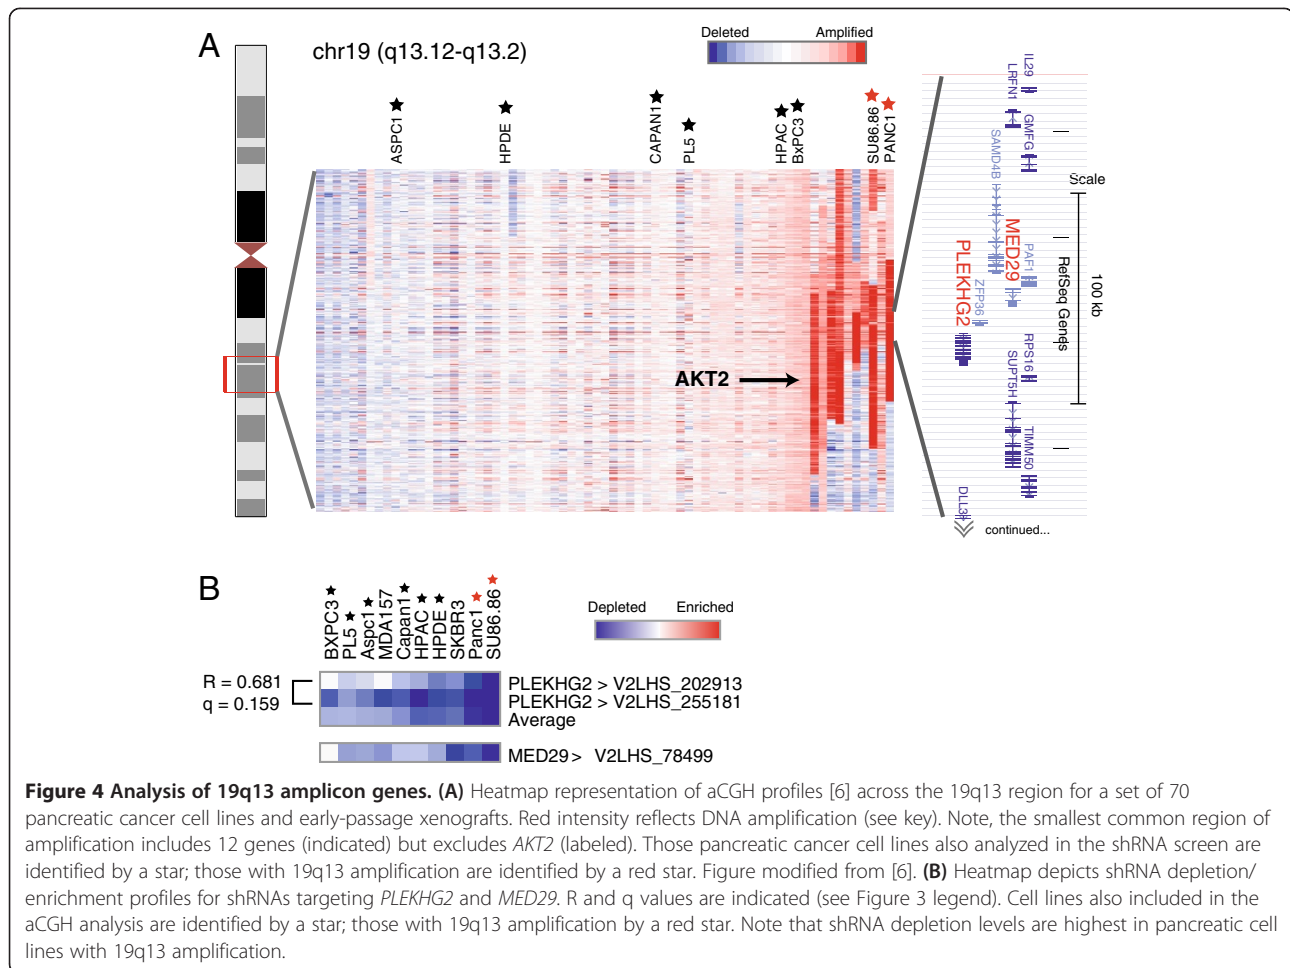 A
chr19 (q13.12-q13.2)
Deleted Amplified
ASPC1
HPDE
CAPAN1
PL5
HPAC
BxPC3
SU86.86
PANC1
AKT2
IL29
LRFN1
GMFG
SAMD4B
Scale
MED29
PAF1
PLEKHG2
ZFP36
RefSeq Genes
100 kb
RPS16
SUPT5H
TIMM50
DLL3
continued...
B
Depleted Enriched
BXPC3
PL5
Aspc1
MDA157
Capan1
HPAC
HPDE
SKBR3
Panc1
SU86.86
R = 0.681
q = 0.159
PLEKHG2 > V2LHS_202913
PLEKHG2 > V2LHS_255181
Average
MED29 > V2LHS_78499
Figure 4 Analysis of 19q13 amplicon genes. (A) Heatmap representation of aCGH profiles [6] across the 19q13 region for a set of 70
pancreatic cancer cell lines and early-passage xenografts. Red intensity reflects DNA amplification (see key). Note, the smallest common region of
amplification includes 12 genes (indicated) but excludes AKT2 (labeled). Those pancreatic cancer cell lines also analyzed in the shRNA screen are
identified by a star; those with 19q13 amplification are identified by a red star. Figure modified from [6]. (B) Heatmap depicts shRNA depletion/
enrichment profiles for shRNAs targeting PLEKHG2 and MED29. R and q values are indicated (see Figure 3 legend). Cell lines also included in the
aCGH analysis are identified by a star; those with 19q13 amplification by a red star. Note that shRNA depletion levels are highest in pancreatic cell
lines with 19q13 amplification.